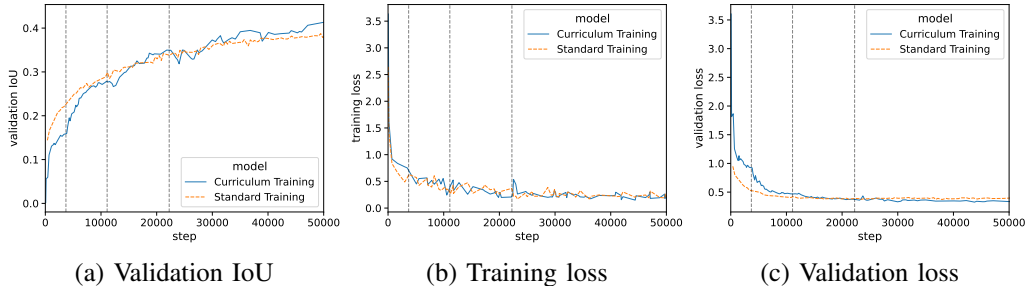 0.4
0.3
0.2
0.1
0.0
validation IoU
model
Curriculum Training
Standard Training
0 10000 20000 30000 40000 50000
step
(a) Validation IoU
3.5
3.0
2.5
2.0
1.5
1.0
0.5
0.0
training loss
model
Curriculum Training
Standard Training
0 10000 20000 30000 40000 50000
step
(b) Training loss
3.5
3.0
2.5
2.0
1.5
1.0
0.5
validation loss
model
Curriculum Training
Standard Training
0 10000 20000 30000 40000 50000
step
(c) Validation loss